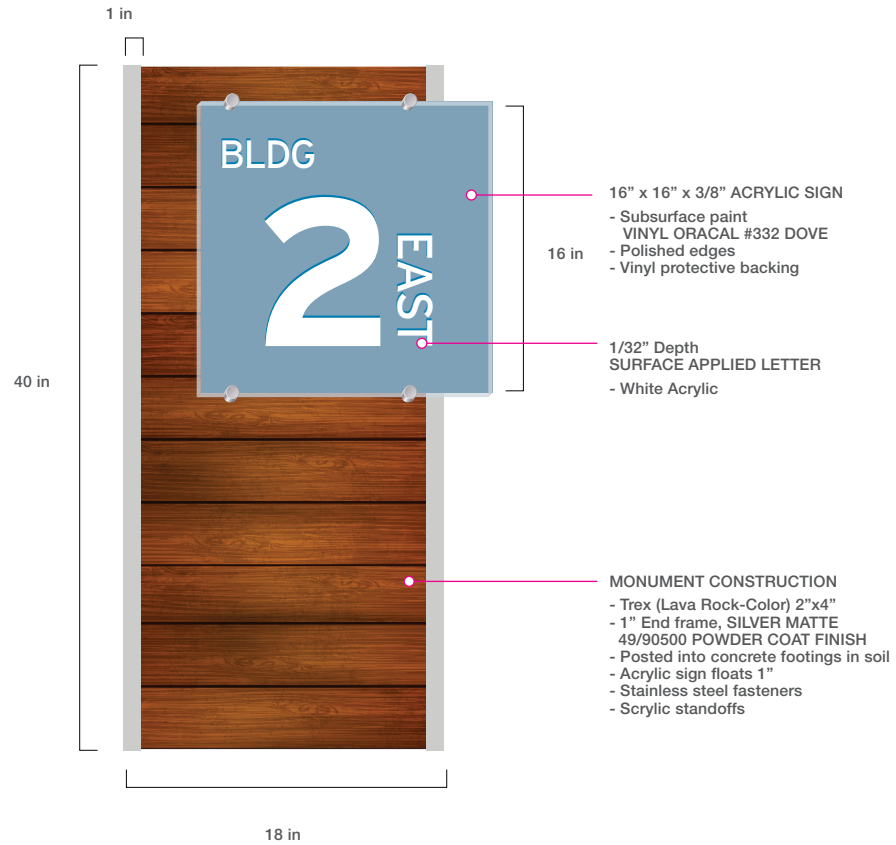 1 in
BLDG
2
EAST
40 in
16 in
18 in
16” x 16” x 3/8” ACRYLIC SIGN
- Subsurface paint
VINYL ORACAL #332 DOVE
- Polished edges
- Vinyl protective backing
1/32” Depth
SURFACE APPLIED LETTER
- White Acrylic
MONUMENT CONSTRUCTION
- Trex (Lava Rock-Color) 2”x4”
- 1” End frame, SILVER MATTE
49/90500 POWDER COAT FINISH
- Posted into concrete footings in soil
- Acrylic sign floats 1”
- Stainless steel fasteners
- Scrylic standoffs